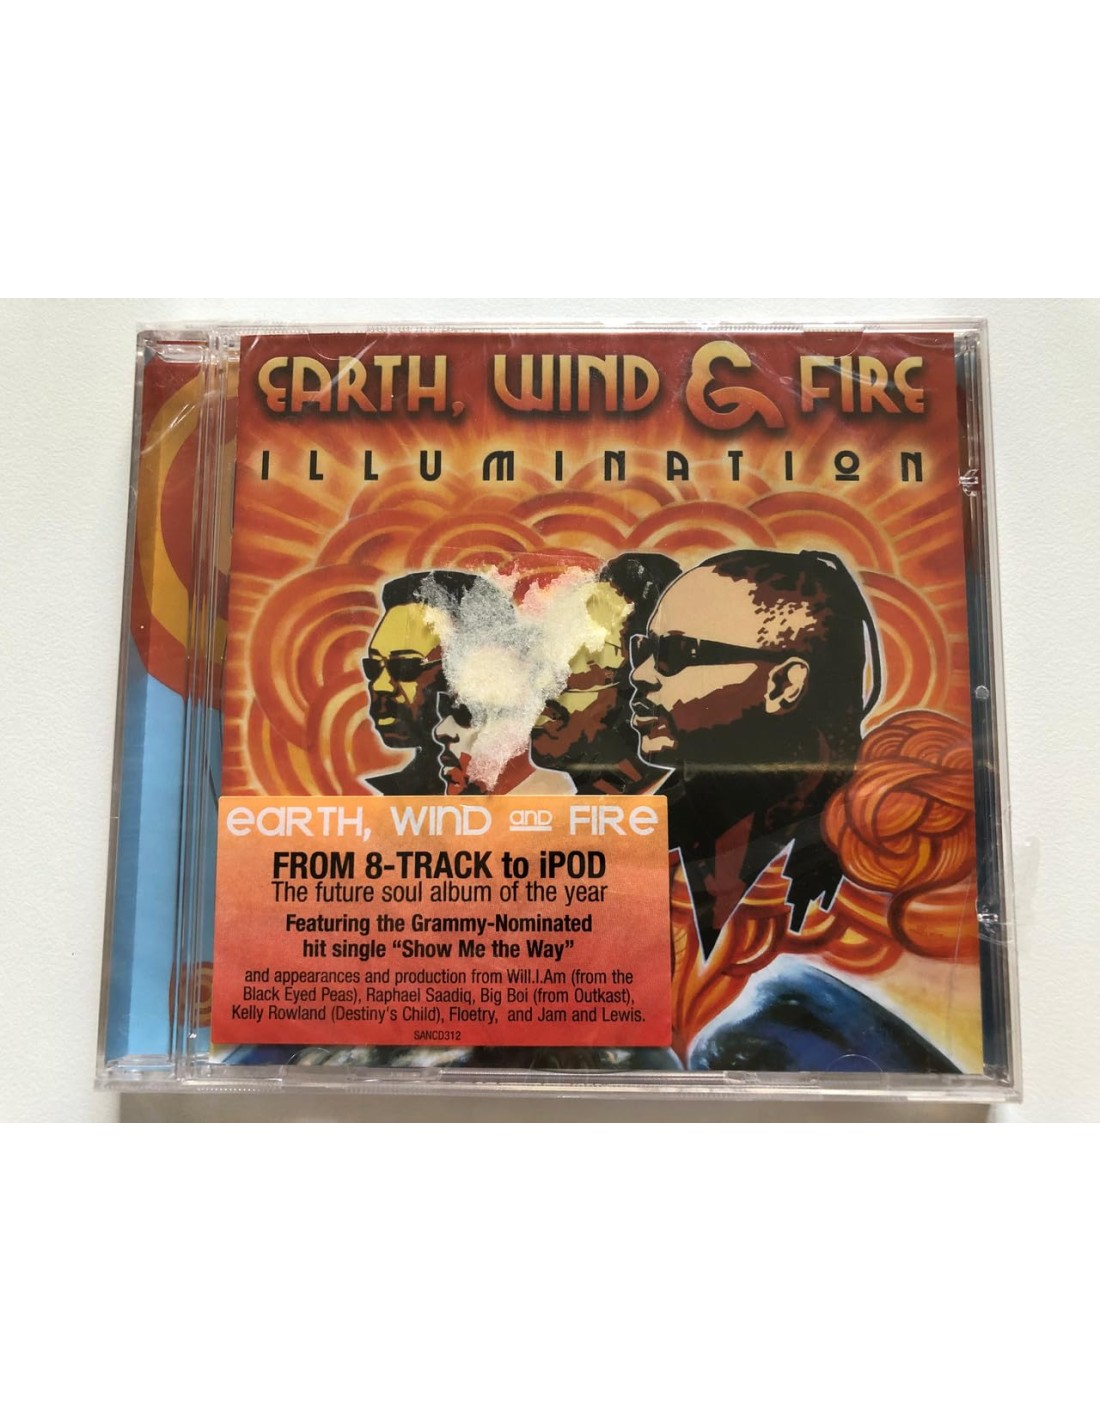 EARTH, WIND & FIRE
ILLUMINATION
EARTH, WIND AND FIRE
FROM 8-TRACK to iPOD
The future soul album of the year
Featuring the Grammy-Nominated
hit single “Show Me the Way”
and appearances and production from Will.I.Am (from the
Black Eyed Peas), Raphael Saadiq, Big Boi (from Outkast),
Kelly Rowland (Destiny's Child), Floetry, and Jam and Lewis.
SANCD312